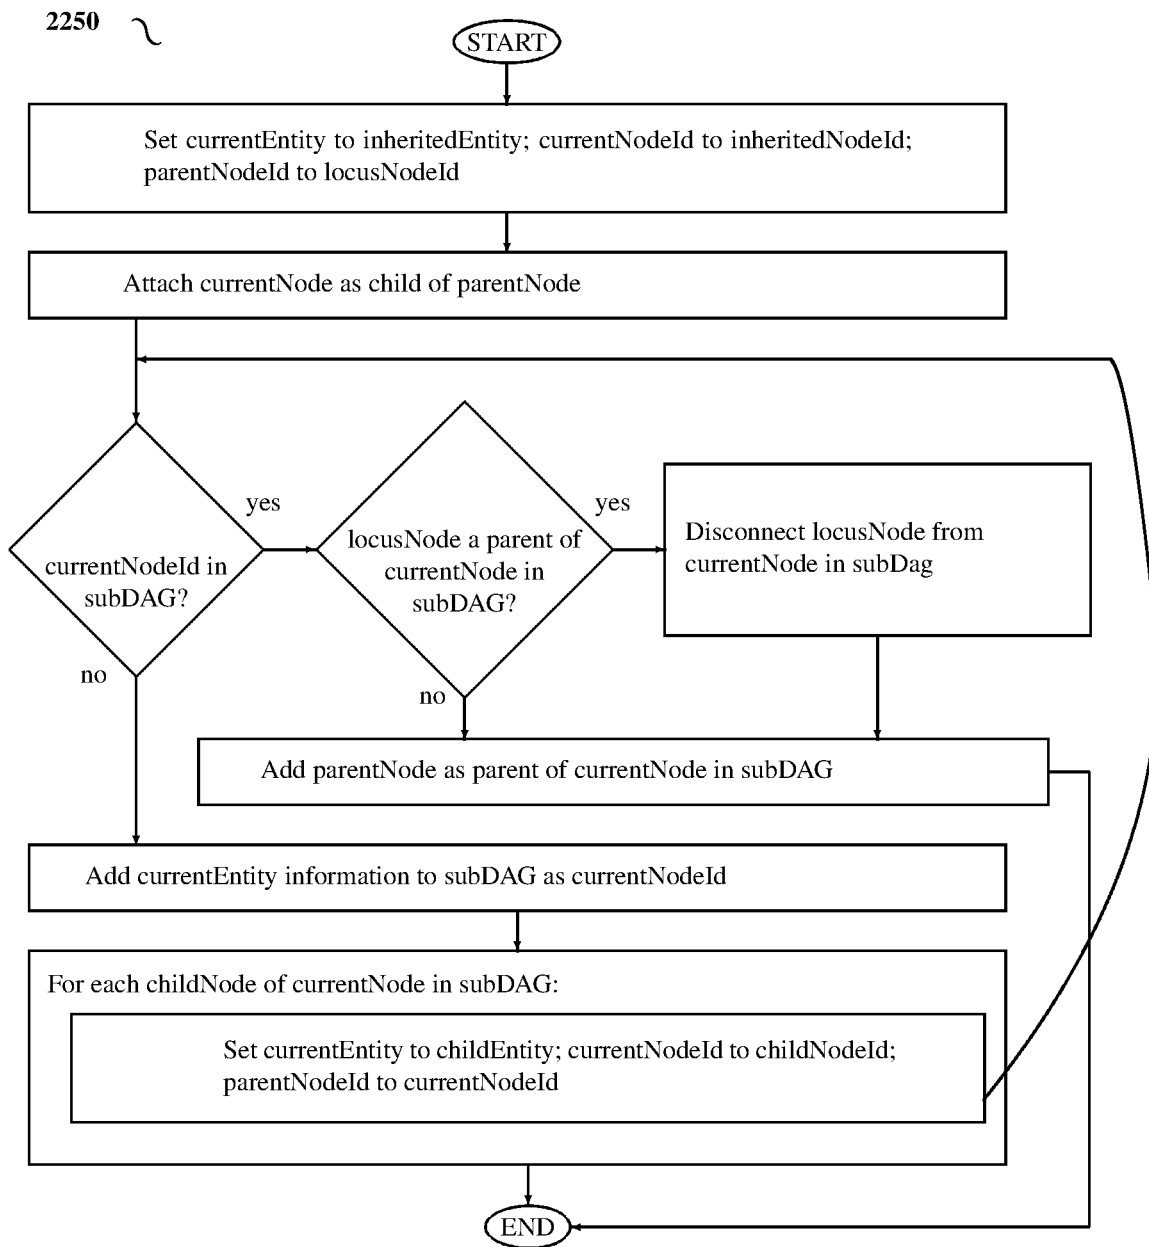 2250
START
Set currentEntity to inheritedEntity; currentNodeId to inheritedNodeId;
parentNodeId to locusNodeId
Attach currentNode as child of parentNode
currentNodeId in
subDAG?
yes
no
locusNode a parent of
currentNode in
subDAG?
yes
no
Disconnect locusNode from
currentNode in subDag
Add parentNode as parent of currentNode in subDAG
Add currentEntity information to subDAG as currentNodeId
For each childNode of currentNode in subDAG:
Set currentEntity to childEntity; currentNodeId to childNodeId;
parentNodeId to currentNodeId
END